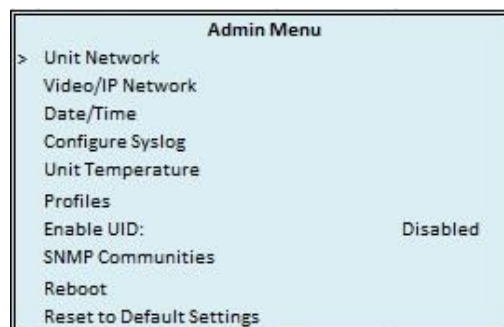 Admin Menu
> Unit Network
Video/IP Network
Date/Time
Configure Syslog
Unit Temperature
Profiles
Enable UID: Disabled
SNMP Communities
Reboot
Reset to Default Settings